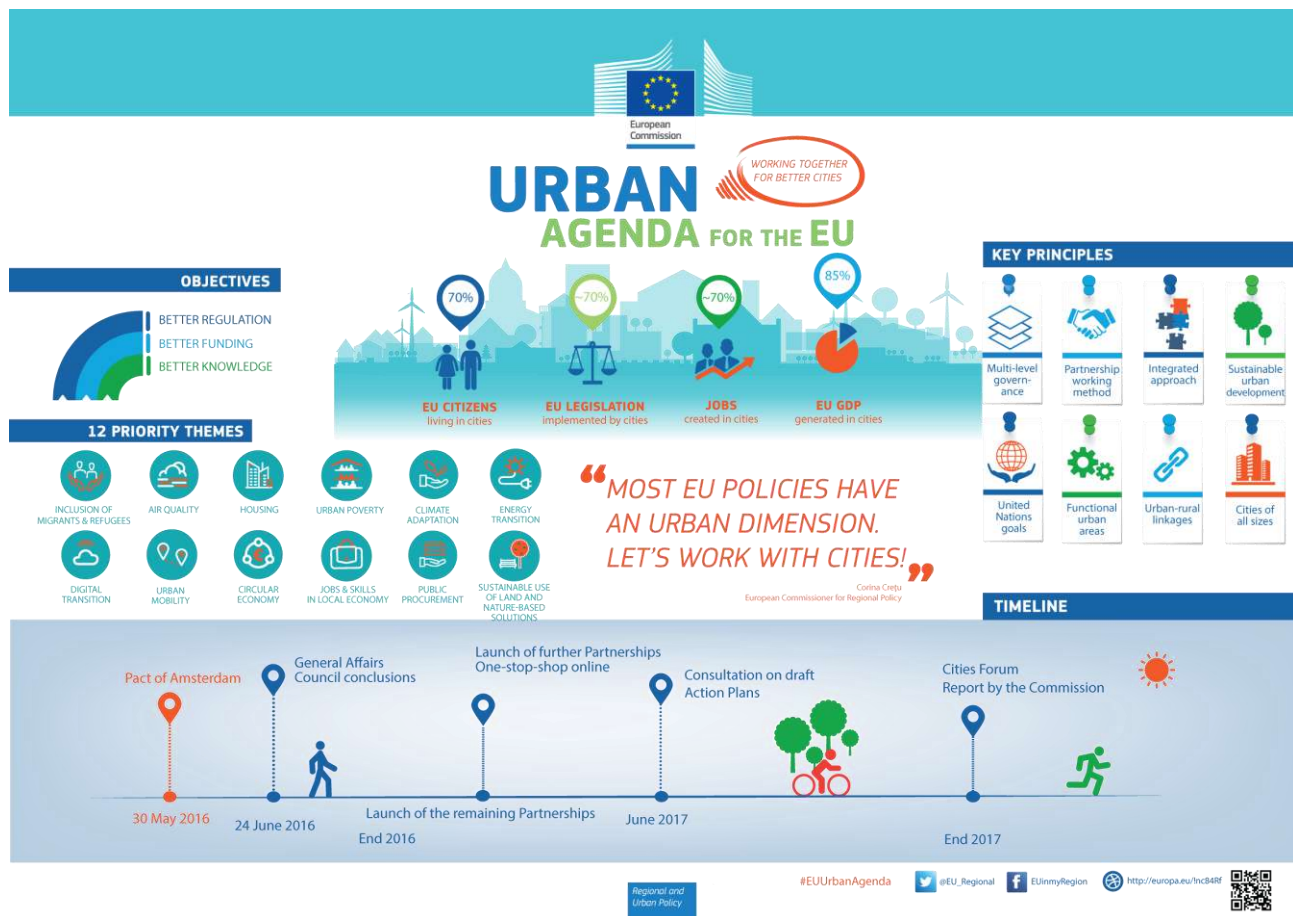 European
Commission
WORKING TOGETHER
FOR BETTER CITIES
URBAN
AGENDA FOR THE EU
OBJECTIVES
BETTER REGULATION
BETTER FUNDING
BETTER KNOWLEDGE
70%
~70%
~70%
85%
EU CITIZENS
living in cities
EU LEGISLATION
implemented by cities
JOBS
created in cities
EU GDP
generated in cities
KEY PRINCIPLES
Multi-level
govern-
ance
Partnership
working
method
Integrated
approach
Sustainable
urban
development
United
Nations
goals
Functional
urban
areas
Urban-rural
linkages
Cities of
all sizes
12 PRIORITY THEMES
INCLUSION OF
MIGRANTS & REFUGEES
AIR QUALITY
HOUSING
URBAN POVERTY
CLIMATE
ADAPTATION
ENERGY
TRANSITION
DIGITAL
TRANSITION
URBAN
MOBILITY
CIRCULAR
ECONOMY
JOBS & SKILLS
IN LOCAL ECONOMY
PUBLIC
PROCUREMENT
SUSTAINABLE USE
OF LAND AND
NATURE-BASED
SOLUTIONS
“MOST EU POLICIES HAVE
AN URBAN DIMENSION.
LET'S WORK WITH CITIES!”
Corina Crețu
European Commissioner for Regional Policy
TIMELINE
Pact of Amsterdam
30 May 2016
General Affairs
Council conclusions
24 June 2016
Launch of further Partnerships
One-stop-shop online
Launch of the remaining Partnerships
End 2016
Consultation on draft
Action Plans
June 2017
Cities Forum
Report by the Commission
End 2017
Regional and
Urban Policy
#EUUrbanAgenda
@EU_Regional
EUinmyRegion
http://europa.eu/!nc84Rf